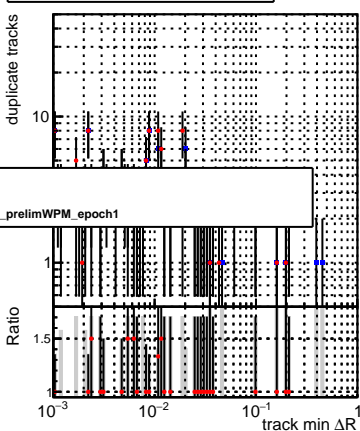 duplicate tracks
10
_prelimWPM_epoch1
1
Ratio
1.5
1
10−3 10−2 10−1 1
track min ΔR